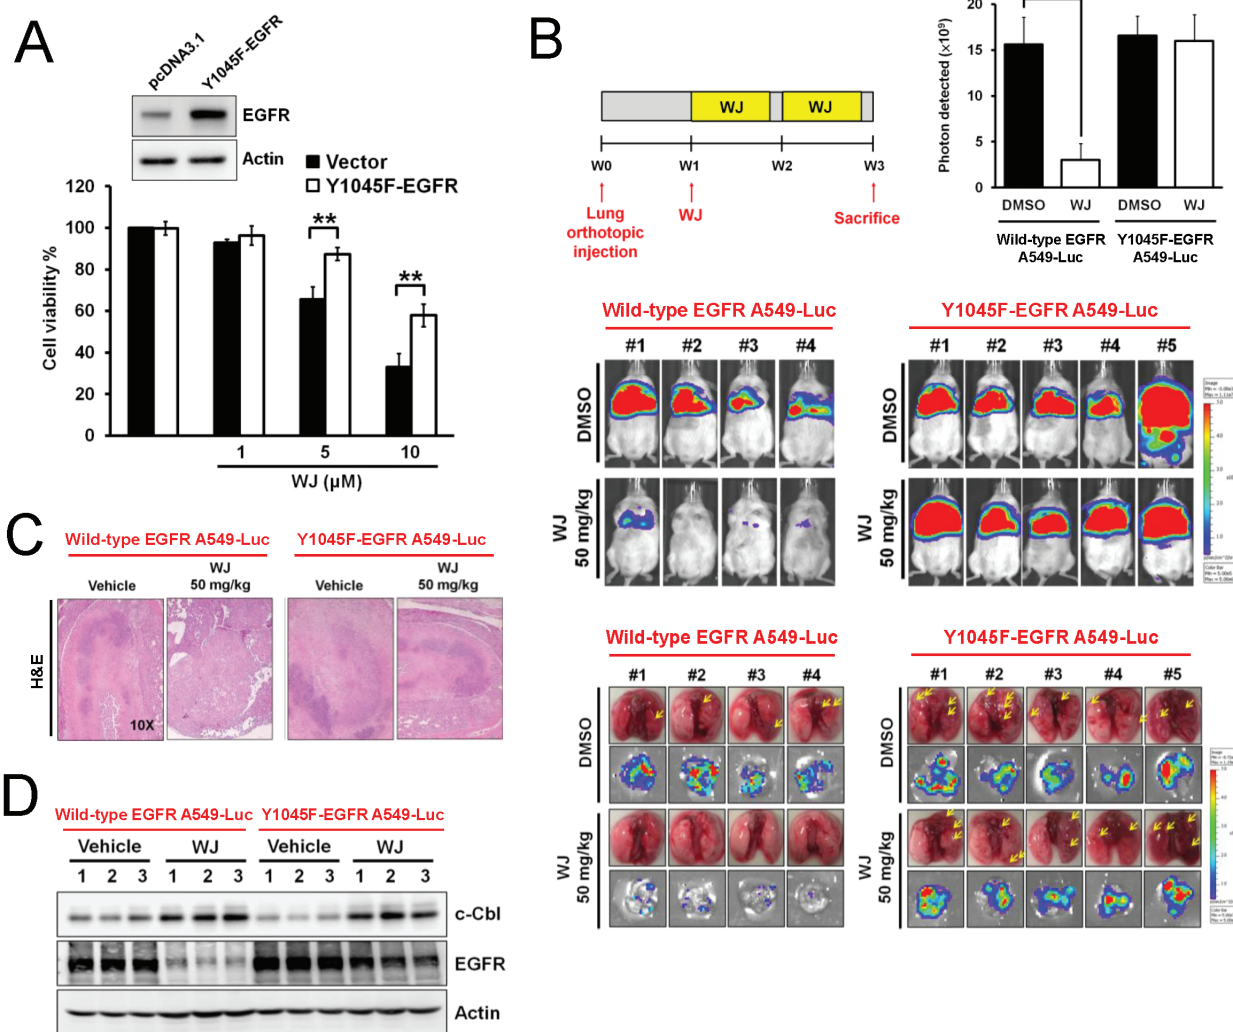 A
pcDNA3.1
Y1045F-EGFR
EGFR
Actin
Vector
Y1045F-EGFR
120
100
80
60
40
20
0
Cell viability %
**
**
1
5
10
WJ (µM)
B
WJ
WJ
W0
W1
W2
W3
Lung
orthotopic
injection
WJ
Sacrifice
20
15
10
5
0
Photon detected (×10⁹)
DMSO
WJ
DMSO
WJ
Wild-type EGFR
A549-Luc
Y1045F-EGFR
A549-Luc
Wild-type EGFR A549-Luc
Y1045F-EGFR A549-Luc
#1 #2 #3 #4
#1 #2 #3 #4 #5
DMSO
DMSO
WJ
50 mg/kg
WJ
50 mg/kg
Image
Color Bar
Wild-type EGFR A549-Luc
Y1045F-EGFR A549-Luc
#1 #2 #3 #4
#1 #2 #3 #4 #5
DMSO
DMSO
WJ
50 mg/kg
WJ
50 mg/kg
Image
Color Bar
C
Wild-type EGFR A549-Luc
Y1045F-EGFR A549-Luc
Vehicle
WJ
50 mg/kg
Vehicle
WJ
50 mg/kg
H&E
10X
D
Wild-type EGFR A549-Luc
Y1045F-EGFR A549-Luc
Vehicle
WJ
Vehicle
WJ
1 2 3 1 2 3 1 2 3 1 2 3
c-Cbl
EGFR
Actin